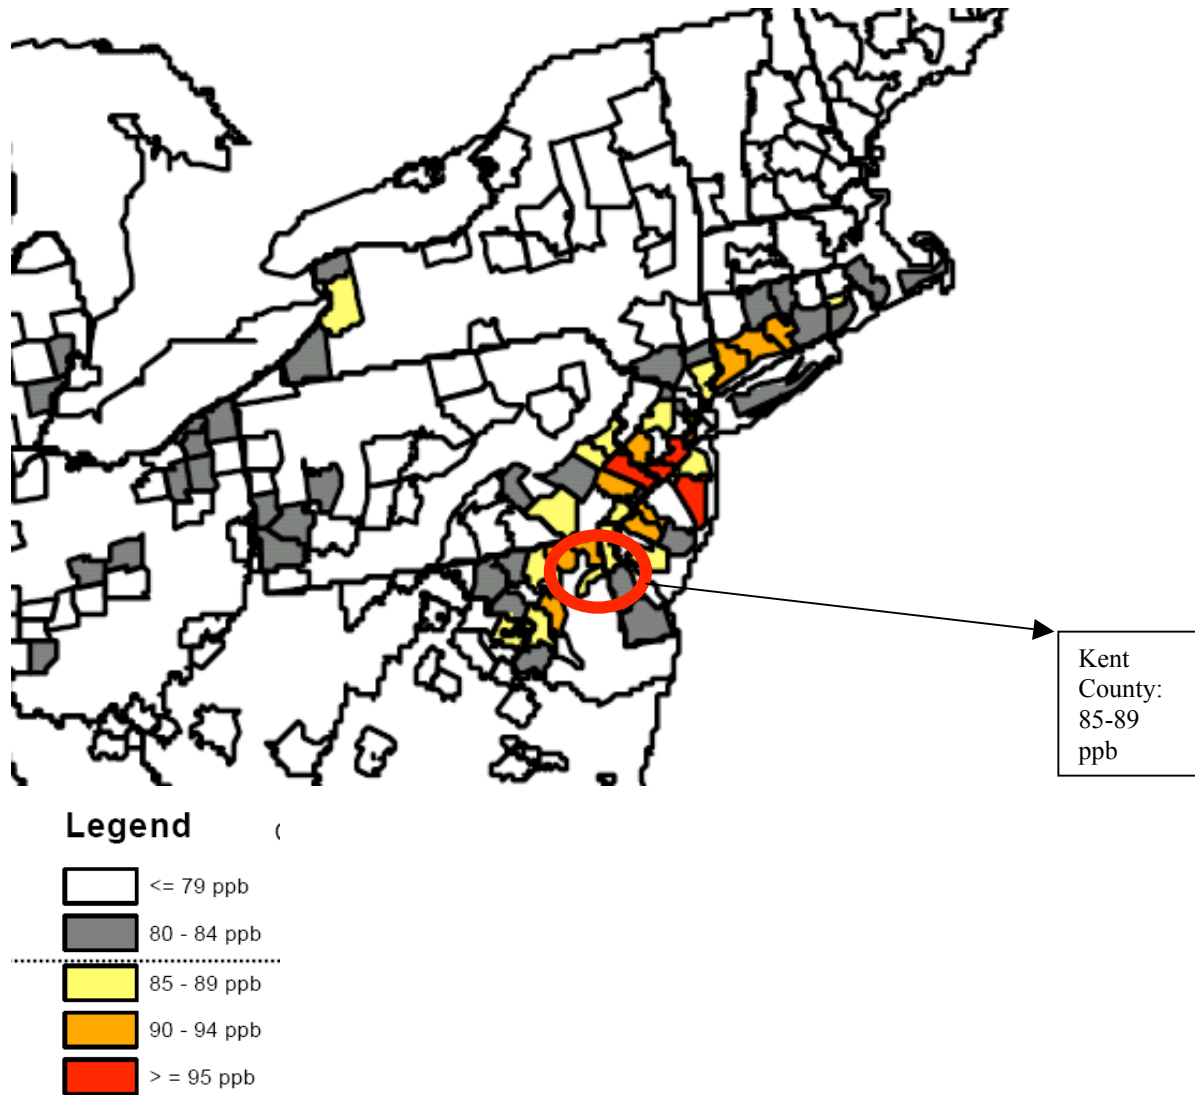 Kent
County:
85-89
ppb
Legend
<= 79 ppb
80 - 84 ppb
85 - 89 ppb
90 - 94 ppb
> = 95 ppb